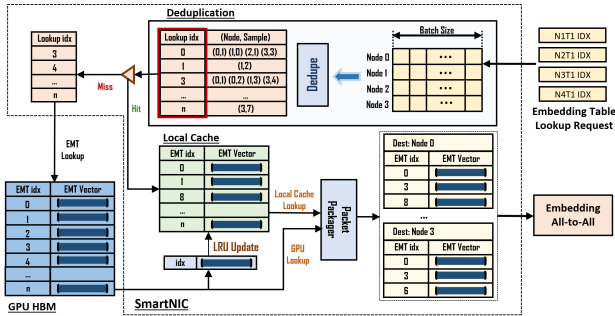 Deduplication
Lookup idx
3
4
...
n
Miss
Hit
Lookup idx (Node, Sample)
0 (0,1) (1,0) (2,1) (3,3)
1 (1,2)
3 (0,1) (0,2) (1,3) (3,4)
... ...
n (3,7)
Dedupe
Batch Size
Node 0
Node 1
Node 2
Node 3
N1T1 IDX
N2T1 IDX
N3T1 IDX
N4T1 IDX
Embedding Table
Lookup Request
EMT
Lookup
EMT idx EMT Vector
0
1
2
3
4
...
n
GPU HBM
Local Cache
EMT idx EMT Vector
0
1
8
...
n
LRU Update
idx
SmartNIC
Local Cache
Lookup
GPU
Lookup
Packet
Packager
Dest: Node 0
EMT idx EMT Vector
0
3
8
...
Dest: Node 3
EMT idx EMT Vector
0
3
6
Embedding
All-to-All